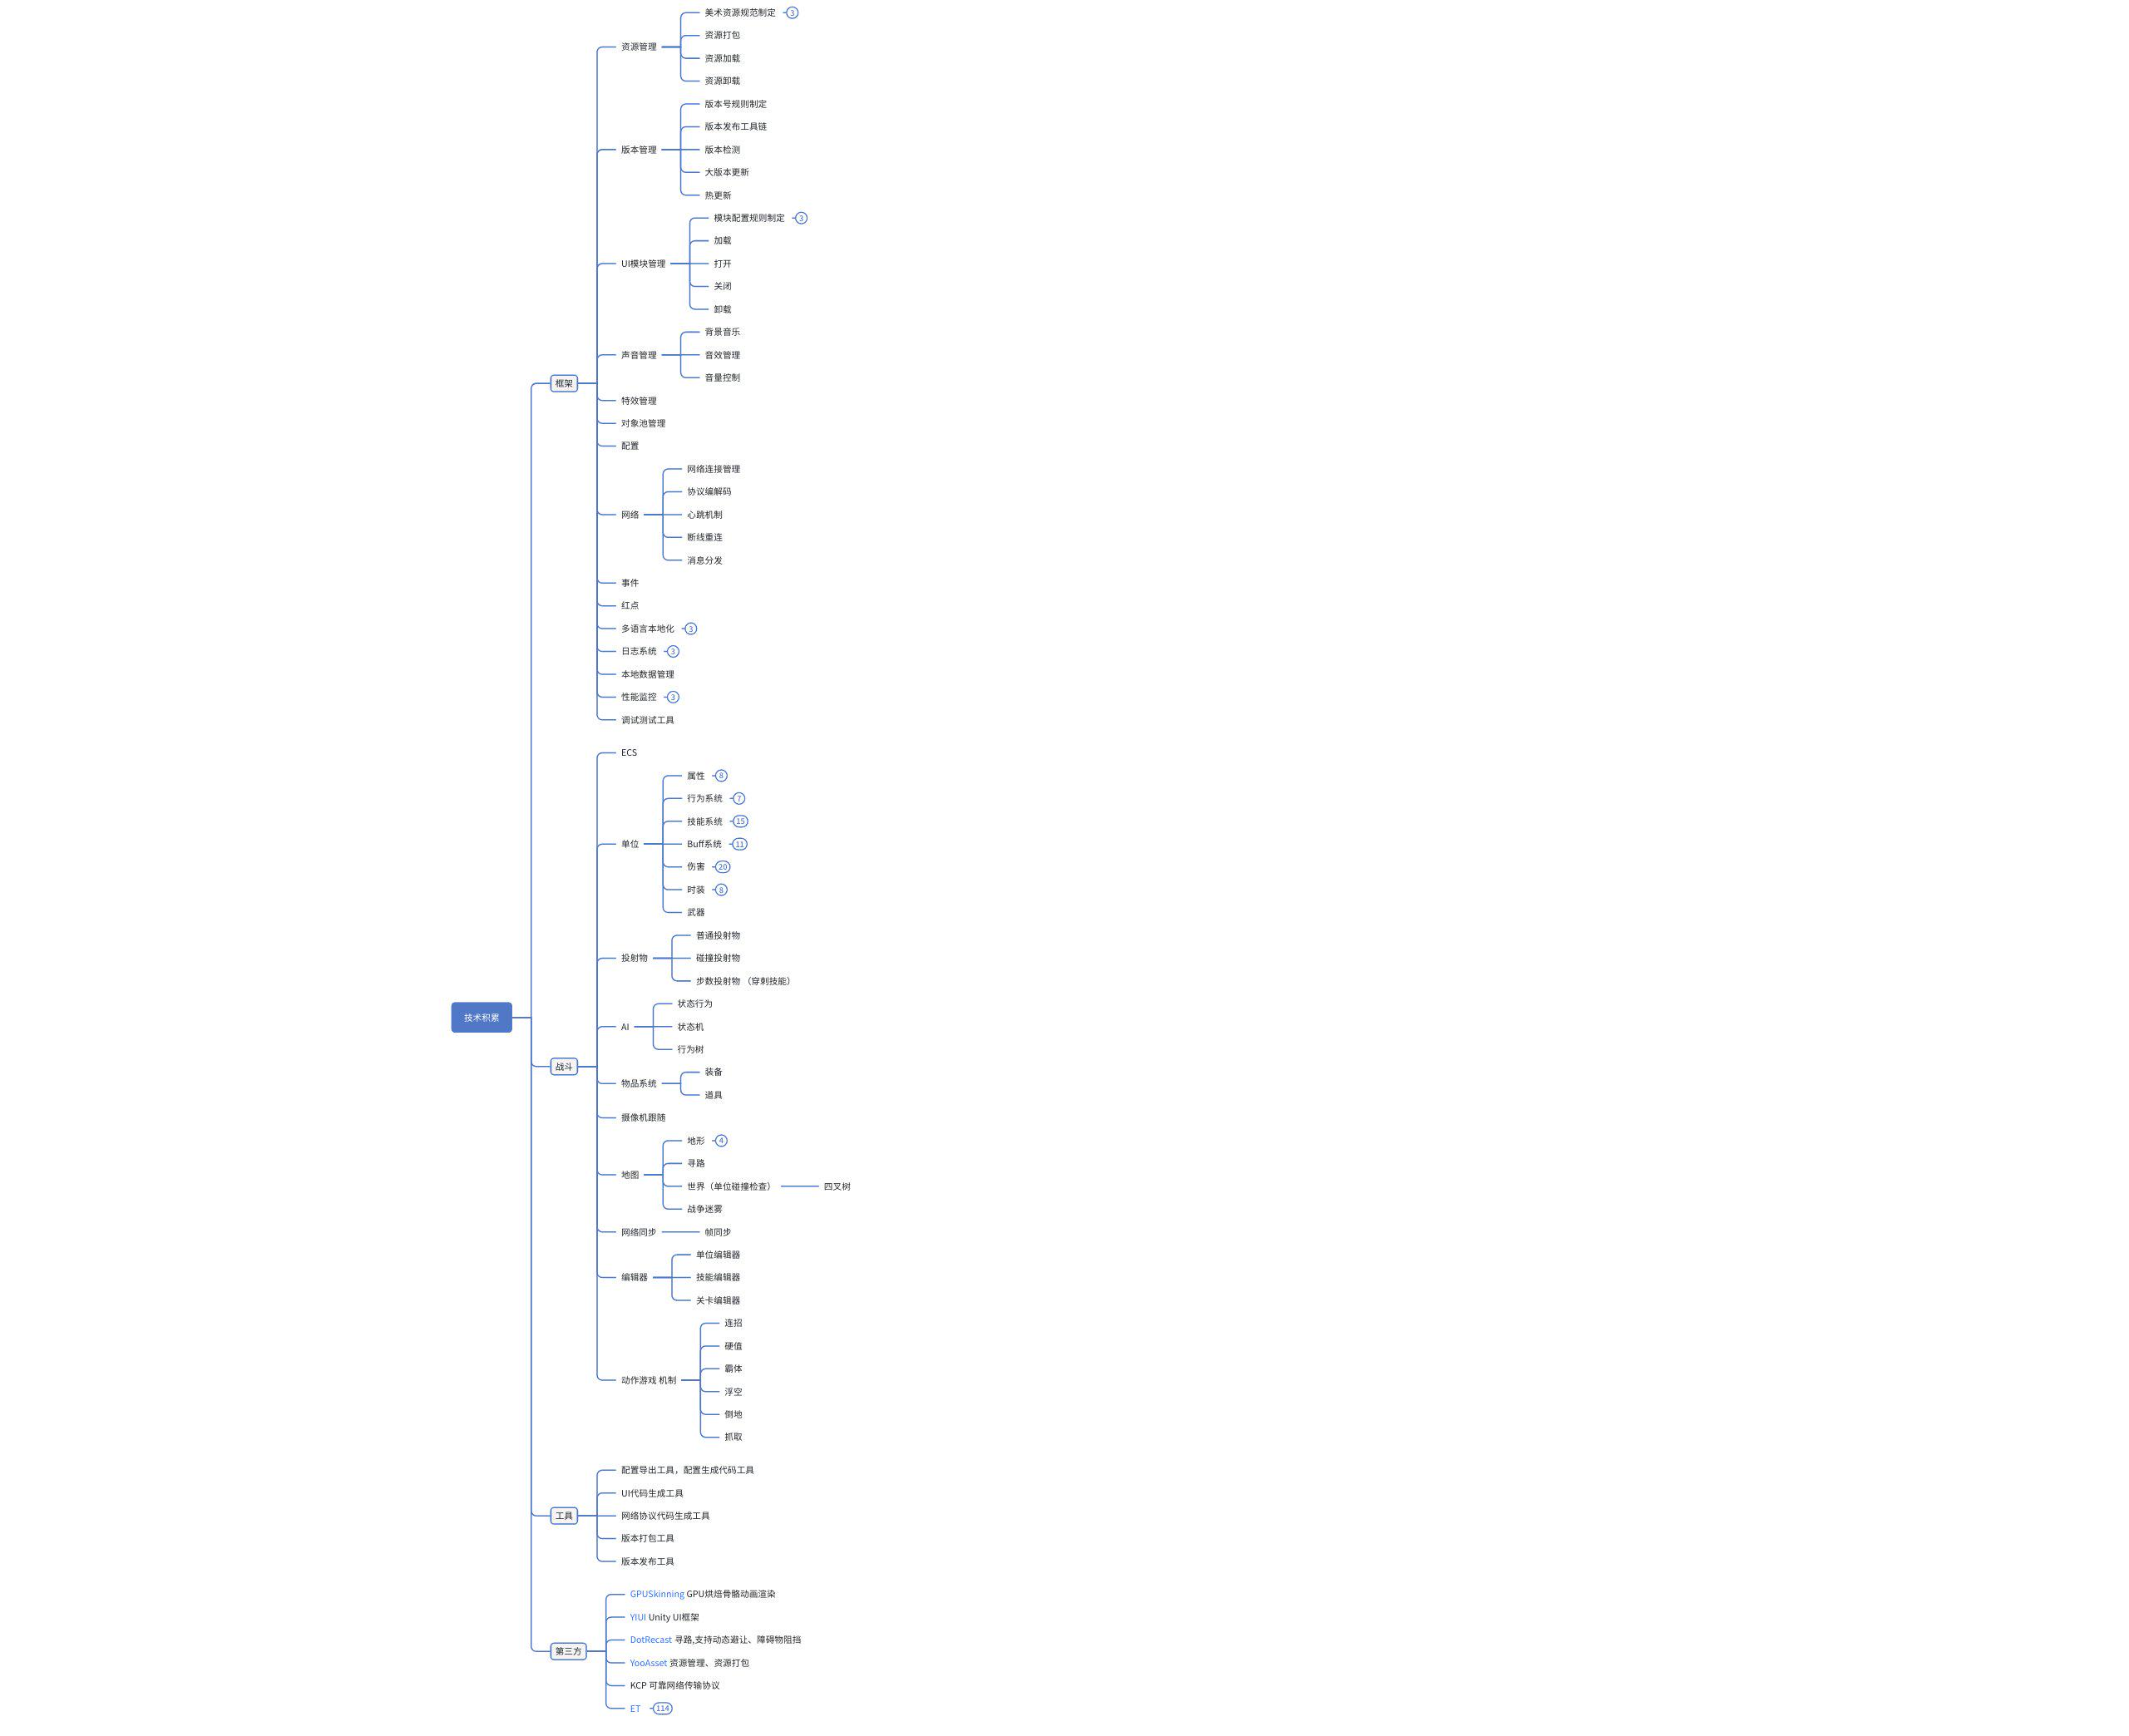 技术积累
框架
资源管理
美术资源规范制定 3
资源打包
资源加载
资源卸载
版本管理
版本号规则制定
版本发布工具链
版本检测
大版本更新
热更新
UI模块管理
模块配置规则制定 3
加载
打开
关闭
卸载
声音管理
背景音乐
音效管理
音量控制
特效管理
对象池管理
配置
网络
网络连接管理
协议编解码
心跳机制
断线重连
消息分发
事件
红点
多语言本地化 3
日志系统 3
本地数据管理
性能监控 3
调试测试工具
战斗
ECS
单位
属性 8
行为系统 7
技能系统 15
Buff系统 11
伤害 20
时装 8
武器
投射物
普通投射物
碰撞投射物
步数投射物 （穿刺技能）
AI
状态行为
状态机
行为树
物品系统
装备
道具
摄像机跟随
地图
地形 4
寻路
世界（单位碰撞检查）
四叉树
战争迷雾
网络同步
帧同步
编辑器
单位编辑器
技能编辑器
关卡编辑器
动作游戏 机制
连招
硬值
霸体
浮空
倒地
抓取
工具
配置导出工具，配置生成代码工具
UI代码生成工具
网络协议代码生成工具
版本打包工具
版本发布工具
第三方
GPUSkinning GPU烘焙骨骼动画渲染
YIUI Unity UI框架
DotRecast 寻路,支持动态避让、障碍物阻挡
YooAsset 资源管理、资源打包
KCP 可靠网络传输协议
ET 114